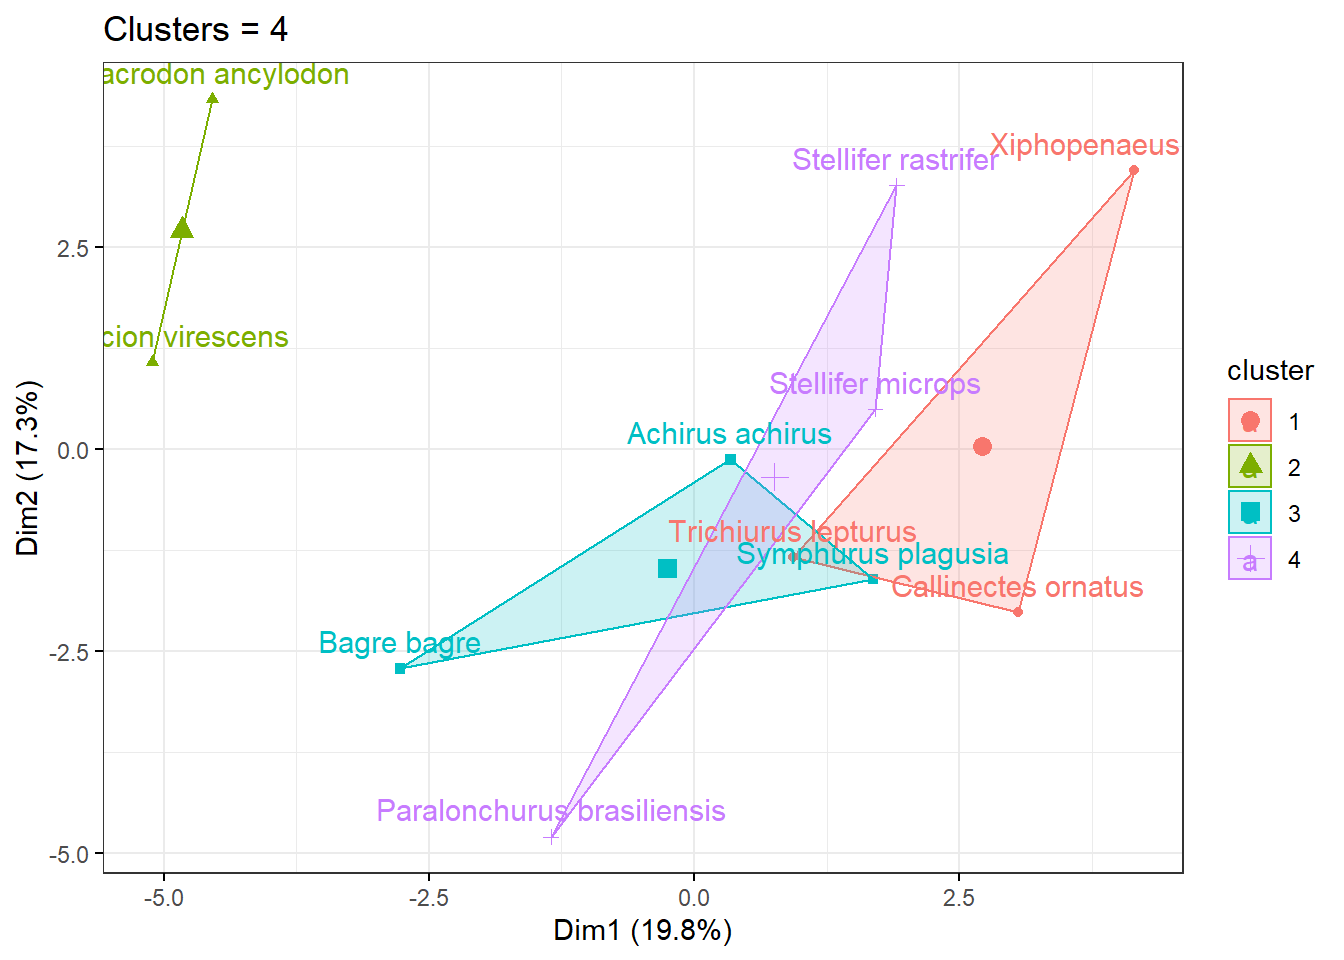 Clusters = 4
acrodon ancylodon
Xiphopenaeus
Stellifer rastrifer
cion virescens
Stellifer microps
Achirus achirus
Trichiurus lepturus
Symphurus plagusia
Callinectes ornatus
Bagre bagre
Paralonchurus brasiliensis
2.5
0.0
-2.5
-5.0
Dim2 (17.3%)
-5.0 -2.5 0.0 2.5
Dim1 (19.8%)
cluster
a 1
a 2
a 3
a 4